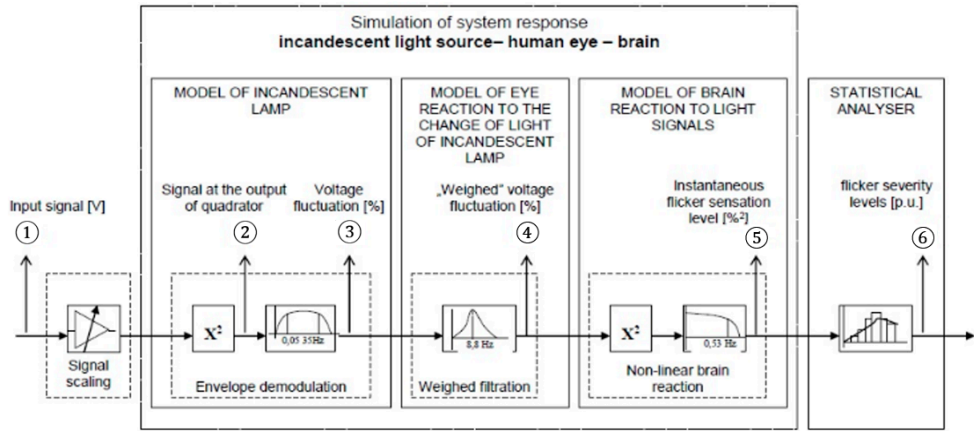 Simulation of system response
incandescent light source– human eye – brain
MODEL OF INCANDESCENT
LAMP
MODEL OF EYE
REACTION TO THE
CHANGE OF LIGHT
OF INCANDESCENT
LAMP
MODEL OF BRAIN
REACTION TO LIGHT
SIGNALS
STATISTICAL
ANALYSER
Input signal [V]
①
Signal at the output
of quadrator
②
Voltage
fluctuation [%]
③
„Weighed” voltage
fluctuation [%]
④
Instantaneous
flicker sensation
level [%²]
⑤
flicker severity
levels [p.u.]
⑥
Signal
scaling
X²
0,05 35Hz
Envelope demodulation
8,8 Hz
Weighed filtration
X²
0,53 Hz
Non-linear brain
reaction